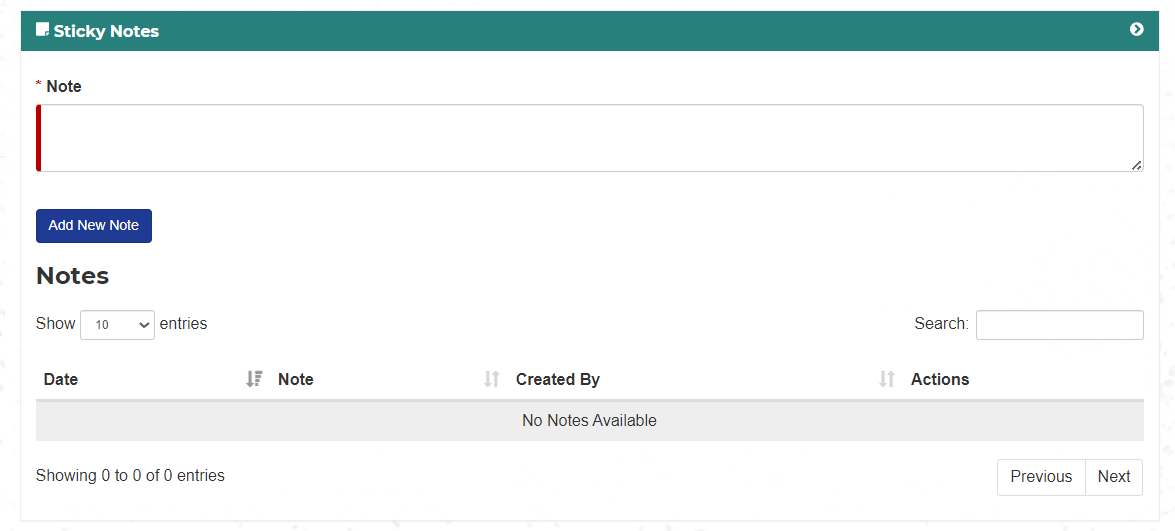 Sticky Notes
* Note
Add New Note
Notes
Show 10 entries Search:
Date Note Created By Actions
No Notes Available
Showing 0 to 0 of 0 entries Previous Next